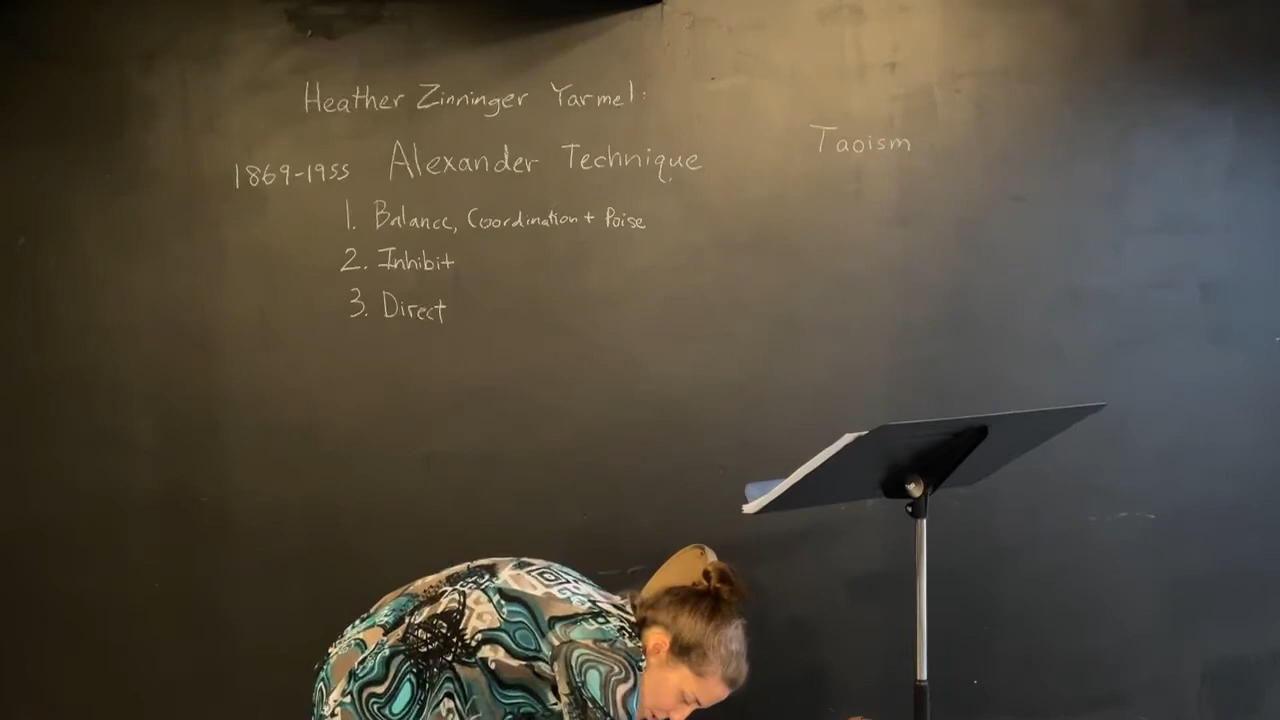 Heather Zinninger Yarmel:
Taoism
1869-1955 Alexander Technique
1. Balance, Coordination + Poise
2. Inhibit
3. Direct